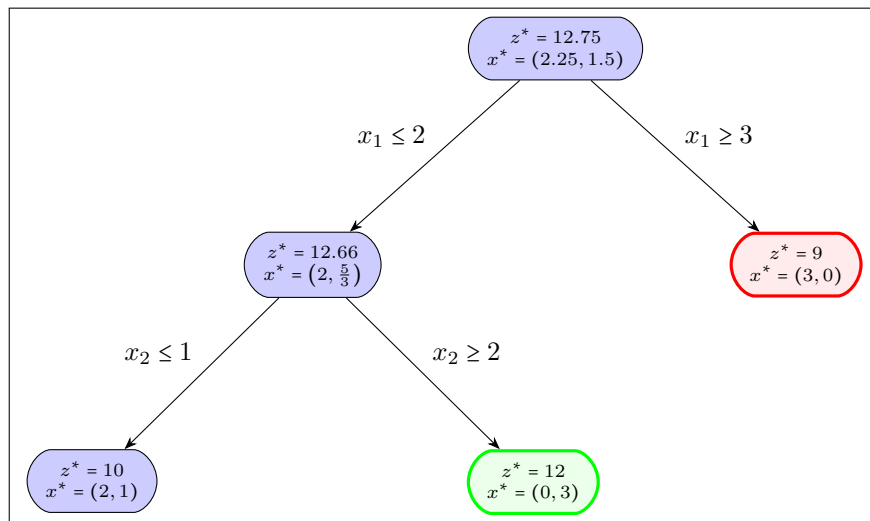 z* = 12.75
x* = (2.25, 1.5)
x₁ ≤ 2
x₁ ≥ 3
z* = 12.66
x* = (2, 5/3)
z* = 9
x* = (3, 0)
x₂ ≤ 1
x₂ ≥ 2
z* = 10
x* = (2, 1)
z* = 12
x* = (0, 3)